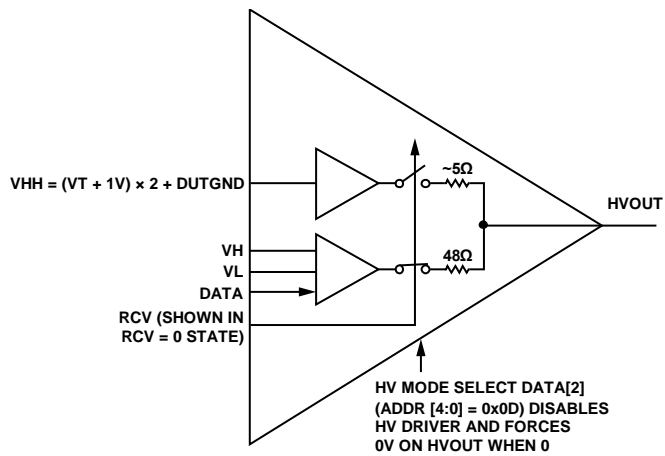 VHH = (VT + 1V) × 2 + DUTGND
~5Ω
HVOUT
VH
VL
48Ω
DATA
RCV (SHOWN IN
RCV = 0 STATE)
HV MODE SELECT DATA[2]
(ADDR [4:0] = 0x0D) DISABLES
HV DRIVER AND FORCES
0V ON HVOUT WHEN 0